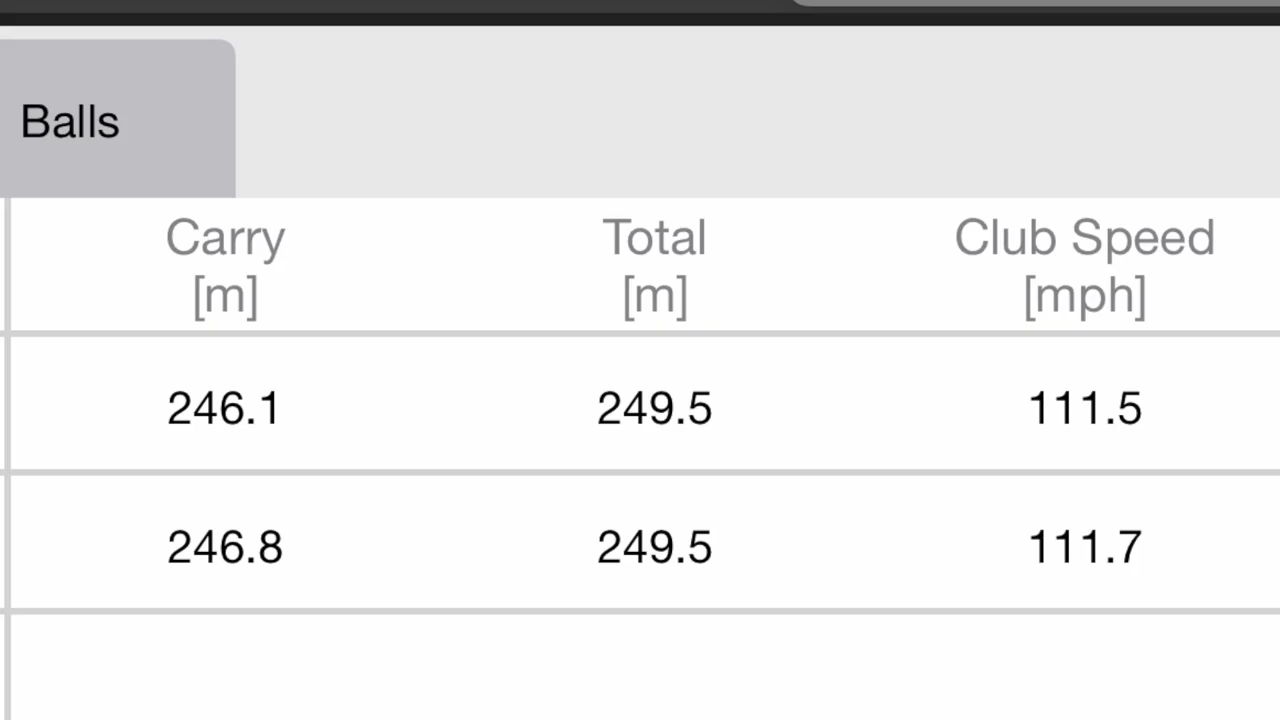 Balls
Carry Total Club Speed
[m] [m] [mph]
246.1 249.5 111.5
246.8 249.5 111.7